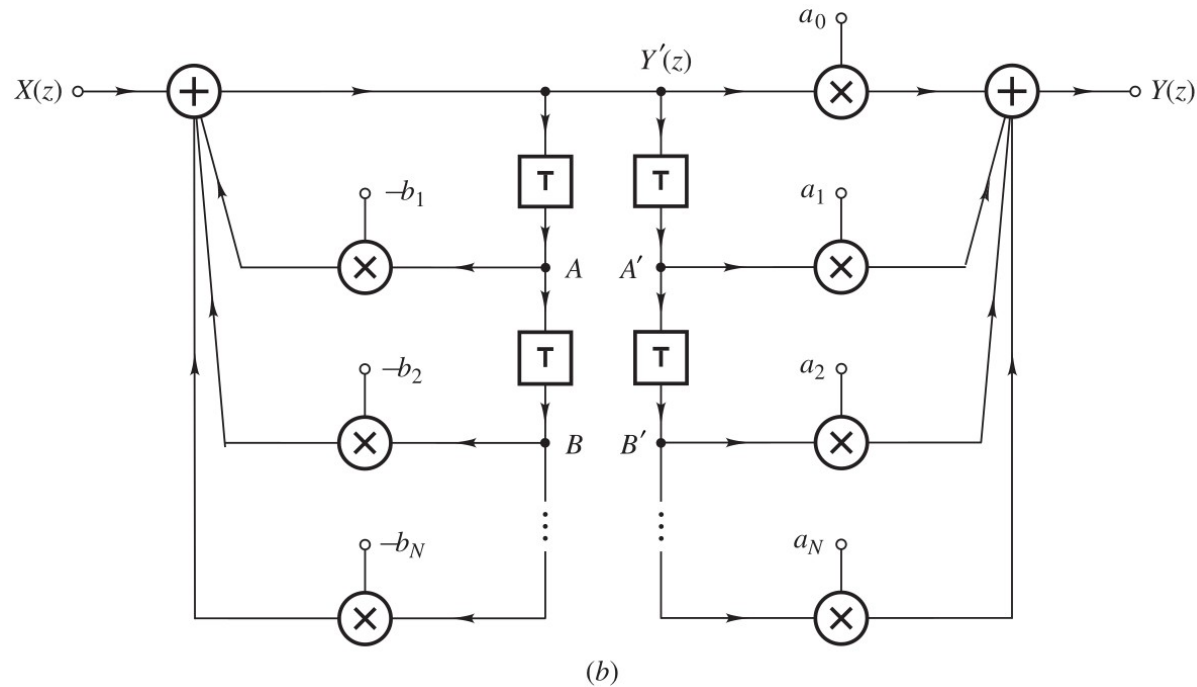 a₀
X(z) + Y′(z) × + Y(z)
T T
–b₁ a₁
× A A′ ×
T T
–b₂ a₂
× B B′ ×
–b_N a_N
× ×
(b)